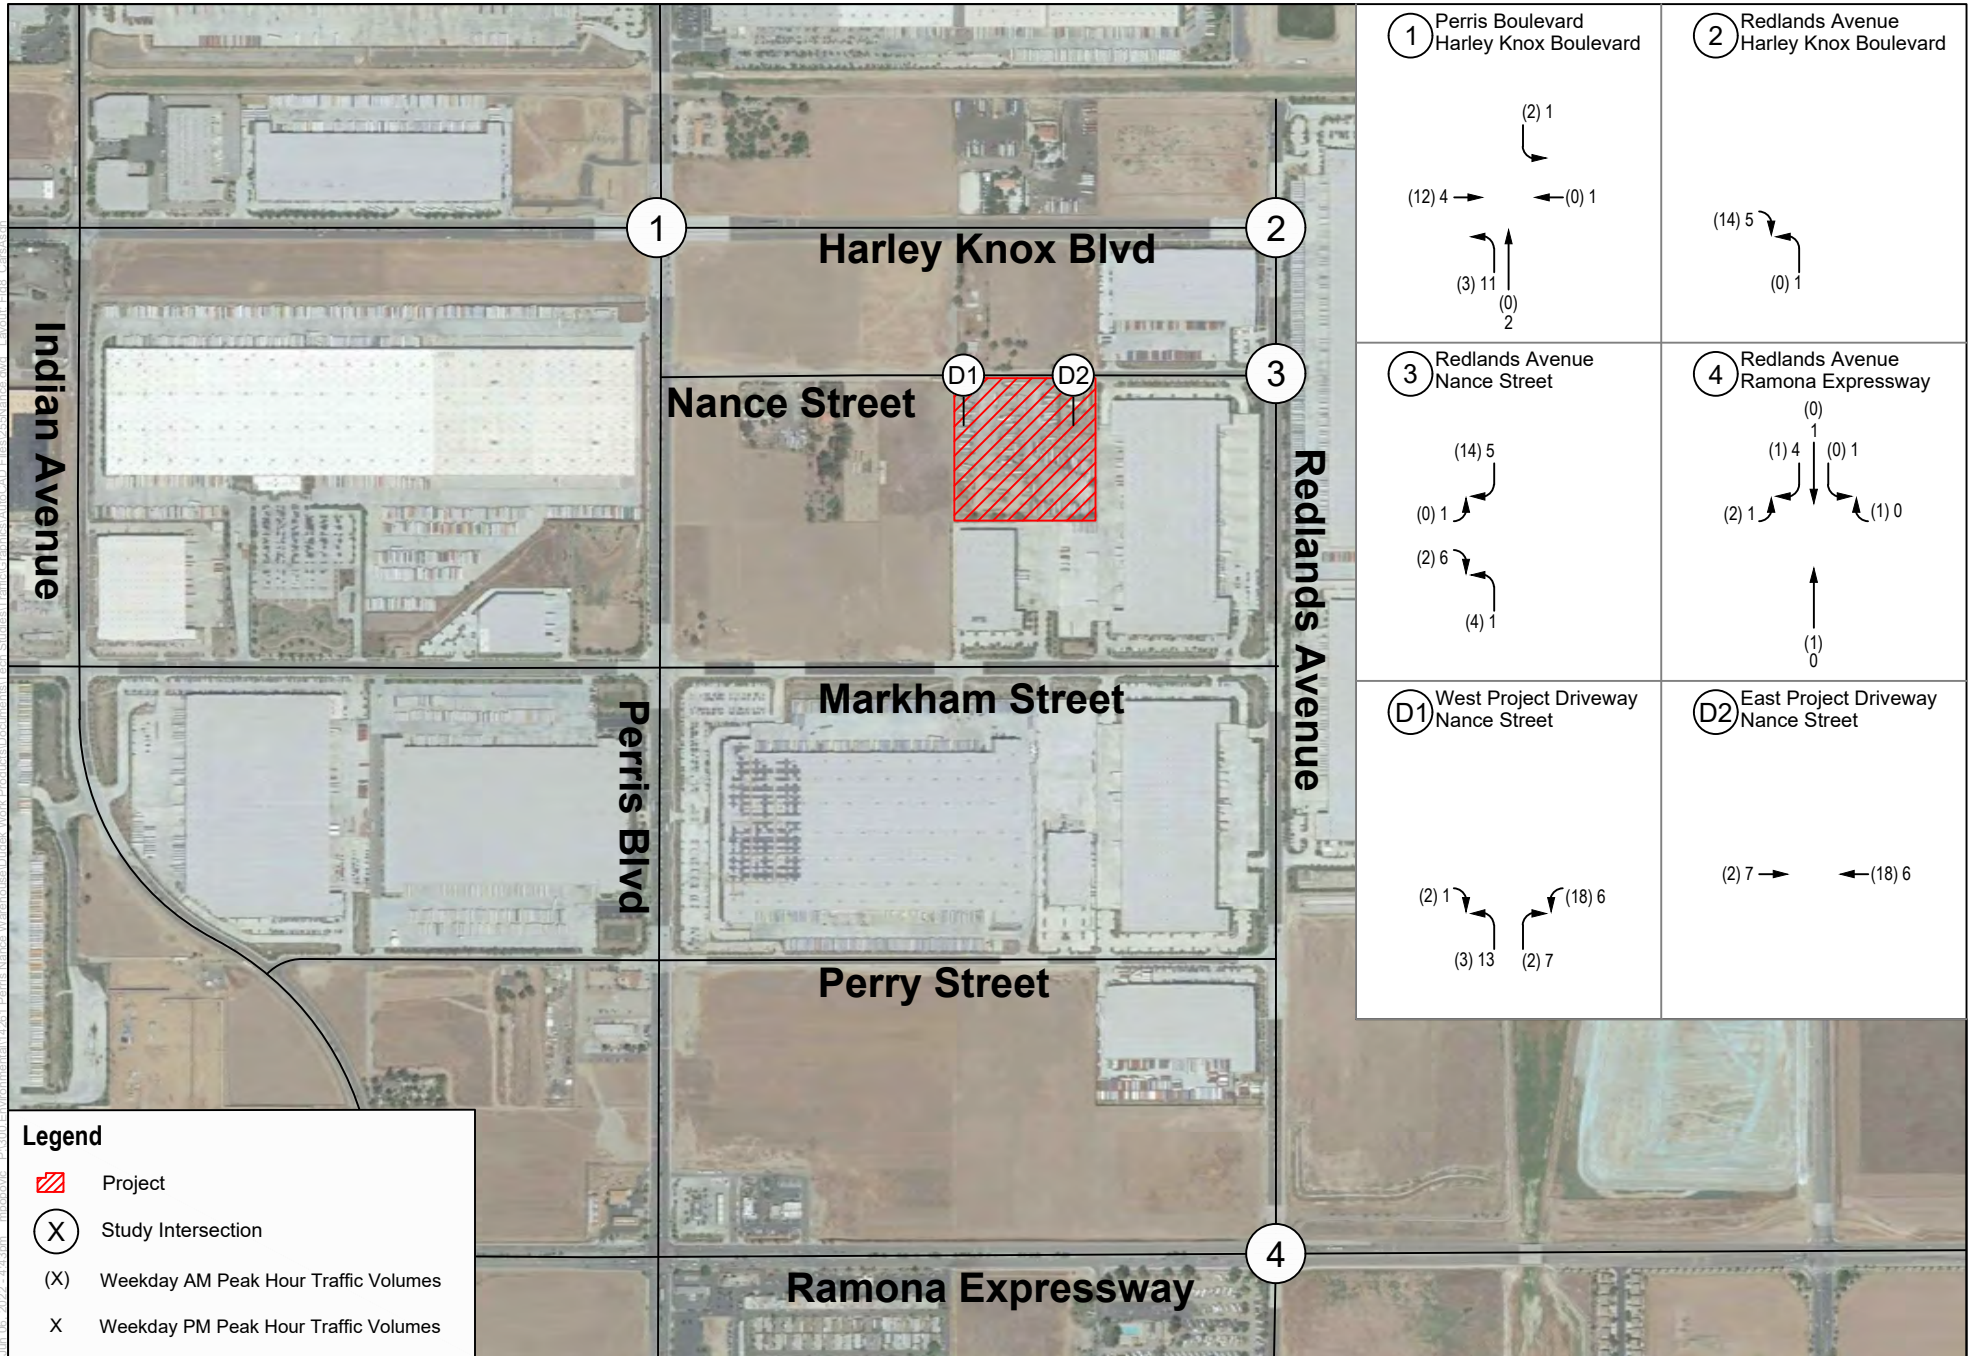 1
Perris Boulevard
Harley Knox Boulevard
(2) 1
(12) 4
(0) 1
(3) 11
(0)
2
2
Redlands Avenue
Harley Knox Boulevard
(14) 5
(0) 1
3
Redlands Avenue
Nance Street
(14) 5
(0) 1
(2) 6
(4) 1
4
Redlands Avenue
Ramona Expressway
(0)
1
(1) 4
(0) 1
(2) 1
(1) 0
(1)
0
D1
West Project Driveway
Nance Street
(2) 1
(18) 6
(3) 13
(2) 7
D2
East Project Driveway
Nance Street
(2) 7
(18) 6
1
2
Harley Knox Blvd
Indian Avenue
D1
D2
3
Nance Street
Redlands Avenue
Markham Street
Perris Blvd
Perry Street
4
Ramona Expressway
Legend
Project
X
Study Intersection
(X)
Weekday AM Peak Hour Traffic Volumes
X
Weekday PM Peak Hour Traffic Volumes